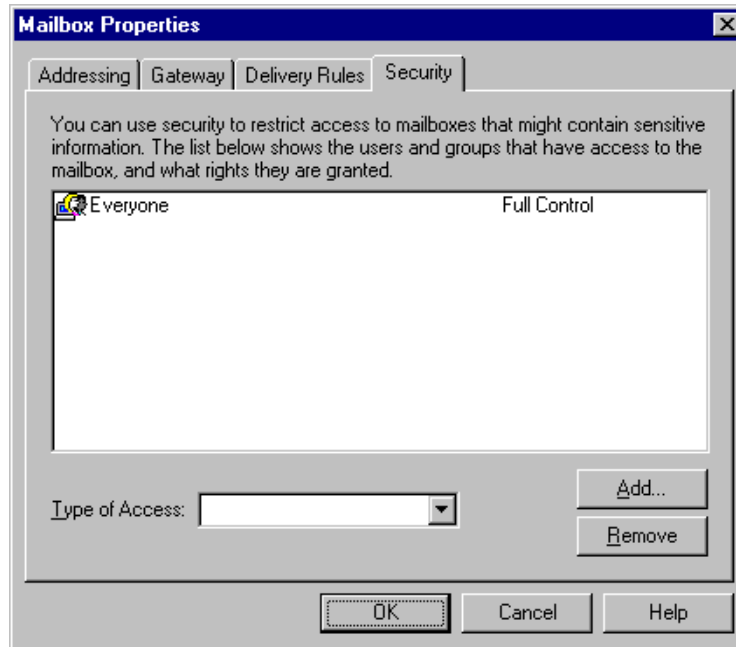 Mailbox Properties
Addressing Gateway Delivery Rules Security
You can use security to restrict access to mailboxes that might contain sensitive
information. The list below shows the users and groups that have access to the
mailbox, and what rights they are granted.
Everyone Full Control
Add...
Type of Access:
Remove
OK Cancel Help